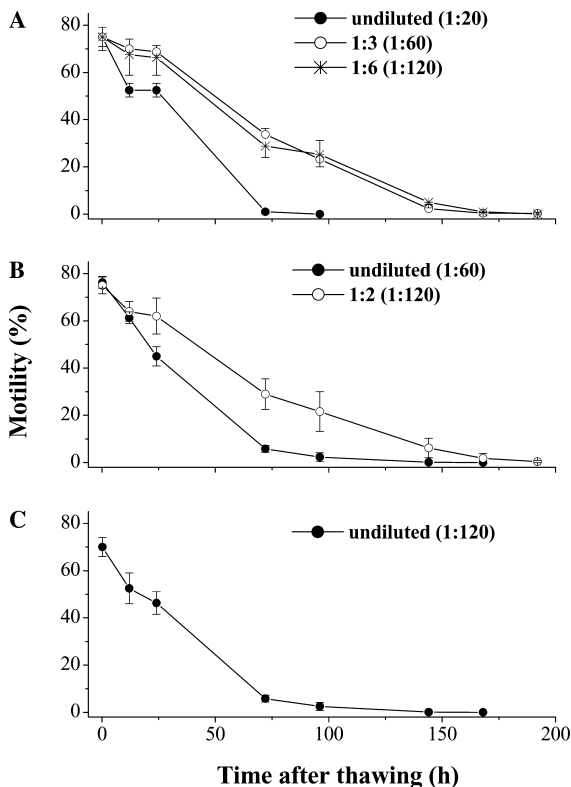 A
undiluted (1:20)
1:3 (1:60)
1:6 (1:120)
80
60
40
20
0
B
undiluted (1:60)
1:2 (1:120)
80
60
40
20
0
Motility (%)
C
undiluted (1:120)
80
60
40
20
0
0 50 100 150 200
Time after thawing (h)